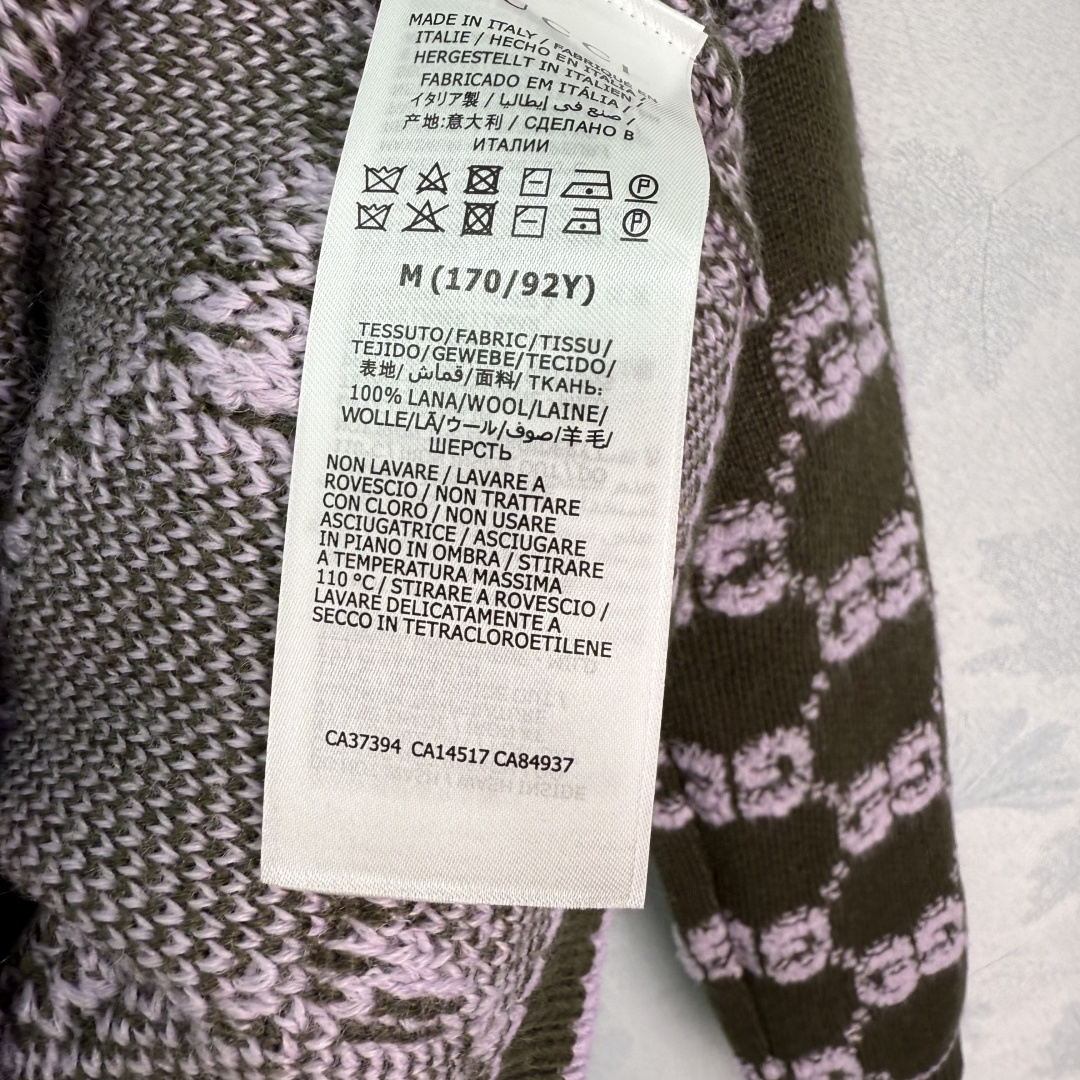 GUCCI
MADE IN ITALY / FABRIQUÉ EN
ITALIE / HECHO EN ITALIA /
HERGESTELLT IN ITALIEN /
FABRICADO EM ITÁLIA /
イタリア製 / صنع في إيطاليا /
产地:意大利 / СДЕЛАНО В
ИТАЛИИ
P
P
M (170/92Y)
TESSUTO/FABRIC/TISSU/
TEJIDO/GEWEBE/TECIDO/
表地/ قماش /面料/ ТКАНЬ:
100% LANA/WOOL/LAINE/
WOLLE/LÃ/ウール/صوف/羊毛/
ШЕРСТЬ
NON LAVARE / LAVARE A
ROVESCIO / NON TRATTARE
CON CLORO / NON USARE
ASCIUGATRICE / ASCIUGARE
IN PIANO IN OMBRA / STIRARE
A TEMPERATURA MASSIMA
110 °C / STIRARE A ROVESCIO /
LAVARE DELICATAMENTE A
SECCO IN TETRACLOROETILENE
CA37394 CA14517 CA84937